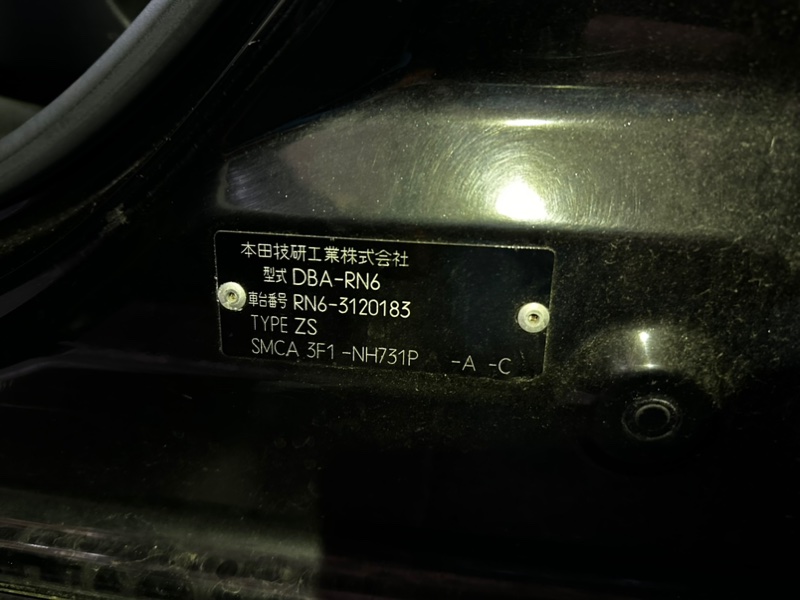 本田技研工業株式会社
型式 DBA-RN6
車台番号 RN6-3120183
TYPE ZS
SMCA 3F1 -NH731P -A -C